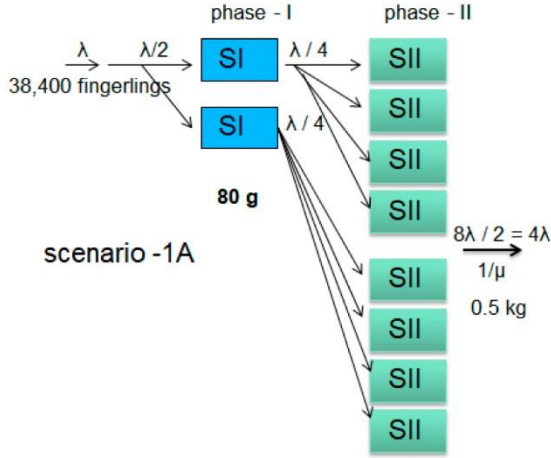 phase - I
phase - II
λ
λ/2
SI
λ / 4
SII
38,400 fingerlings
SII
SI
λ / 4
SII
80 g
SII
scenario -1A
8λ / 2 = 4λ
1/μ
0.5 kg
SII
SII
SII
SII